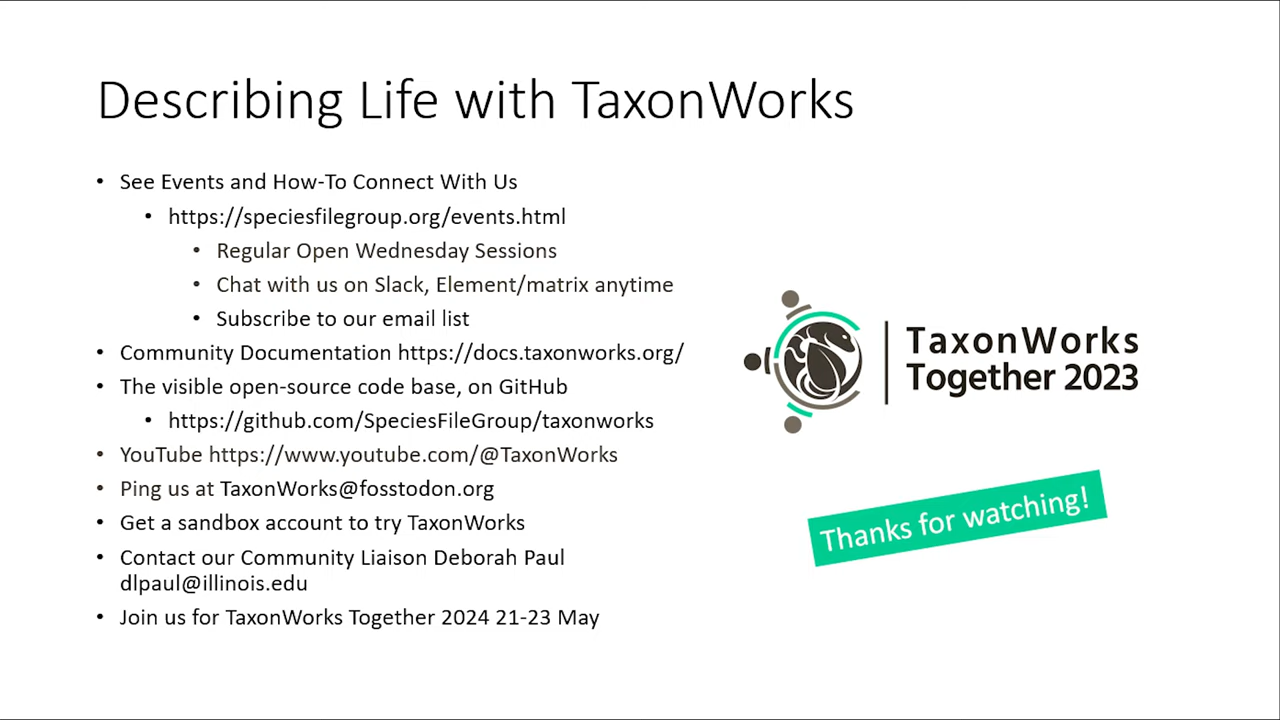 Describing Life with TaxonWorks
• See Events and How-To Connect With Us
• https://speciesfilegroup.org/events.html
• Regular Open Wednesday Sessions
• Chat with us on Slack, Element/matrix anytime
• Subscribe to our email list
• Community Documentation https://docs.taxonworks.org/
• The visible open-source code base, on GitHub
• https://github.com/SpeciesFileGroup/taxonworks
• YouTube https://www.youtube.com/@TaxonWorks
• Ping us at TaxonWorks@fosstodon.org
• Get a sandbox account to try TaxonWorks
• Contact our Community Liaison Deborah Paul
dlpaul@illinois.edu
• Join us for TaxonWorks Together 2024 21-23 May
TaxonWorks
Together 2023
Thanks for watching!